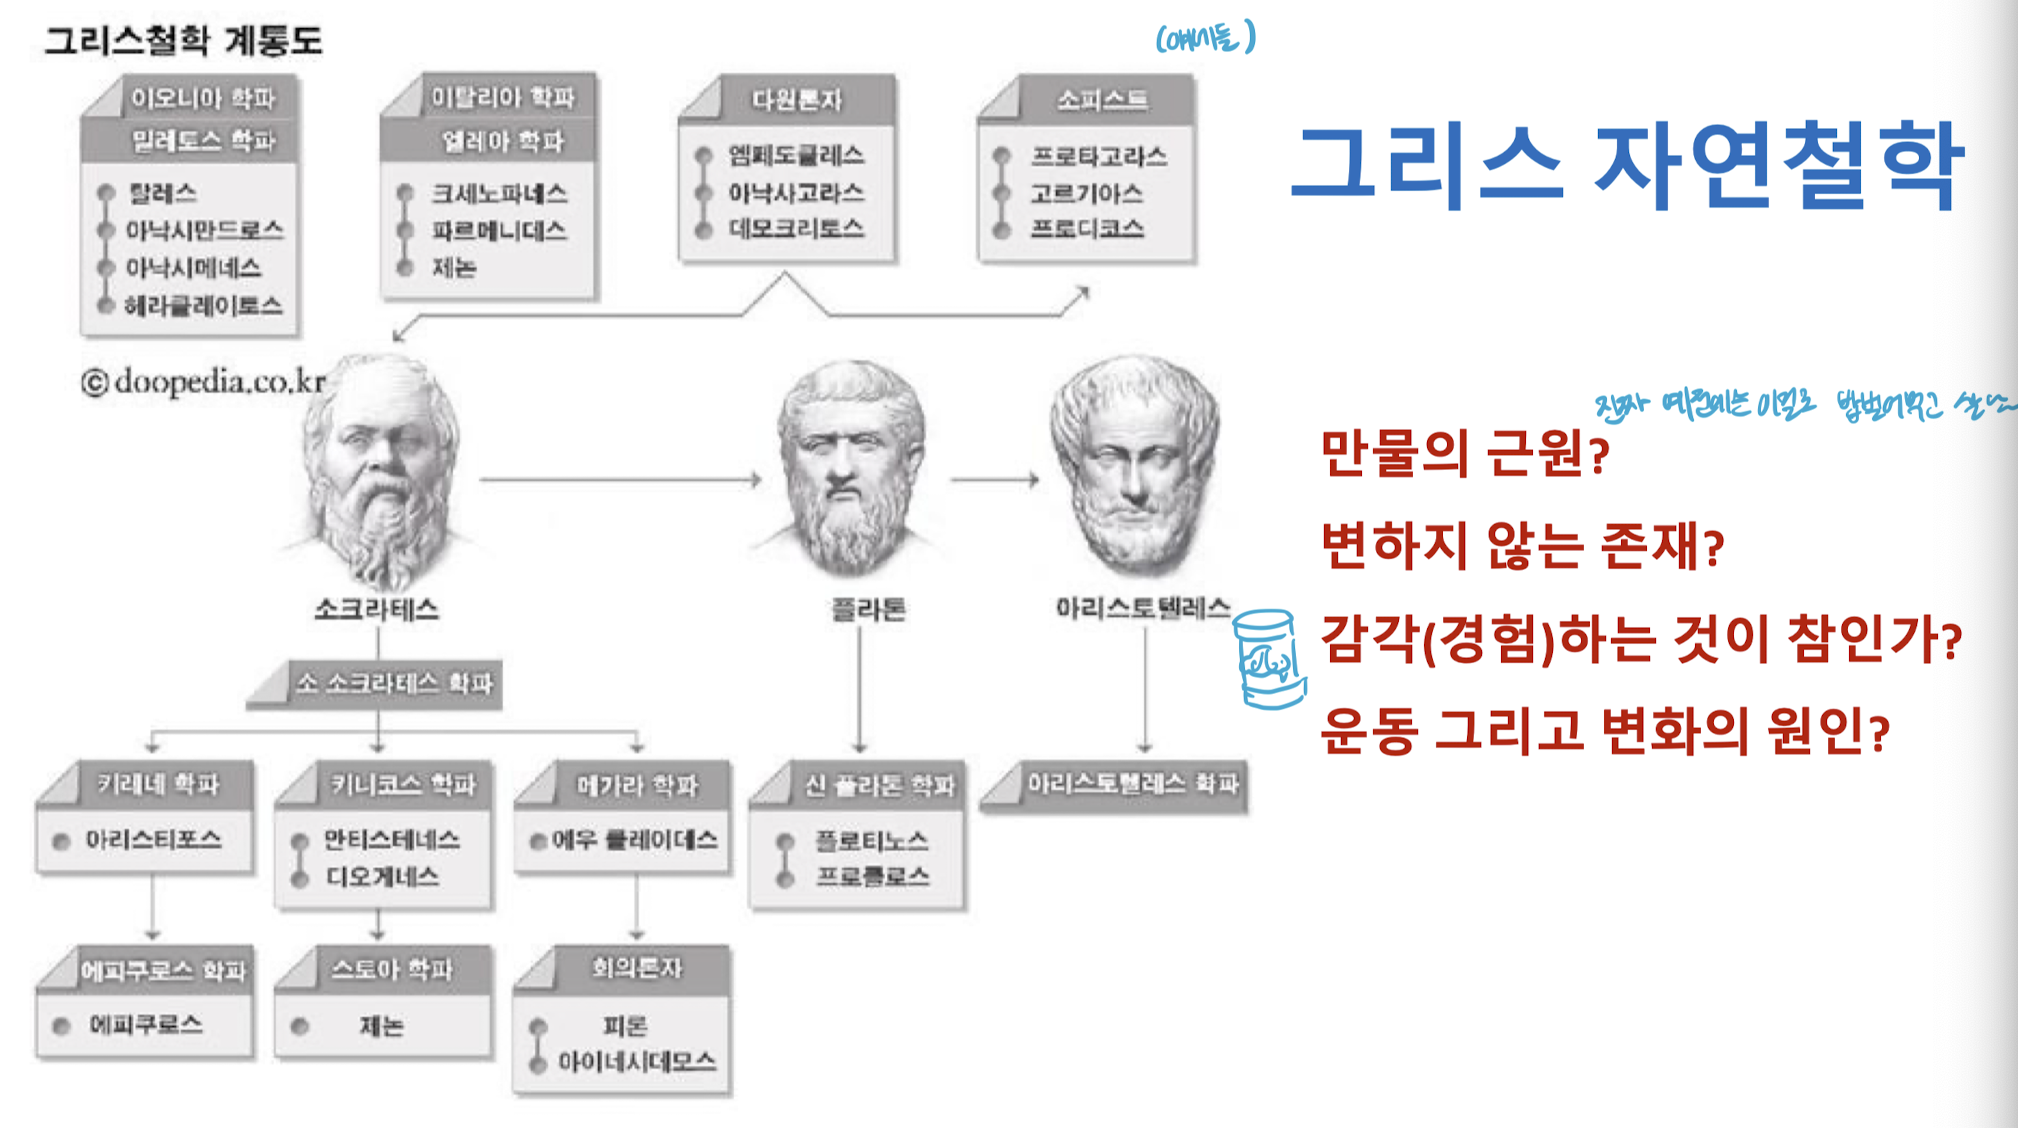 그리스철학 계통도
이오니아 학파
밀레토스 학파
탈레스
아낙시만드로스
아낙시메네스
헤라클레이토스
이탈리아 학파
엘레아 학파
크세노파네스
파르메니데스
제논
다원론자
엠페도클레스
아낙사고라스
데모크리토스
소피스트
프로타고라스
고르기아스
프로디코스
그리스 자연철학
©doopedia.co.kr
소크라테스
플라톤
아리스토텔레스
진짜 예전에는 이걸로 밥벌어먹고 살
만물의 근원?
변하지 않는 존재?
감각(경험)하는 것이 참인가?
운동 그리고 변화의 원인?
소 소크라테스 학파
키레네 학파
아리스티포스
키니코스 학파
안티스테네스
디오게네스
메가라 학파
에우 클레이데스
신 플라톤 학파
플로티노스
프로클로스
아리스토텔레스 학파
에피쿠로스 학파
에피쿠로스
스토아 학파
제논
회의론자
피론
아이네시데모스